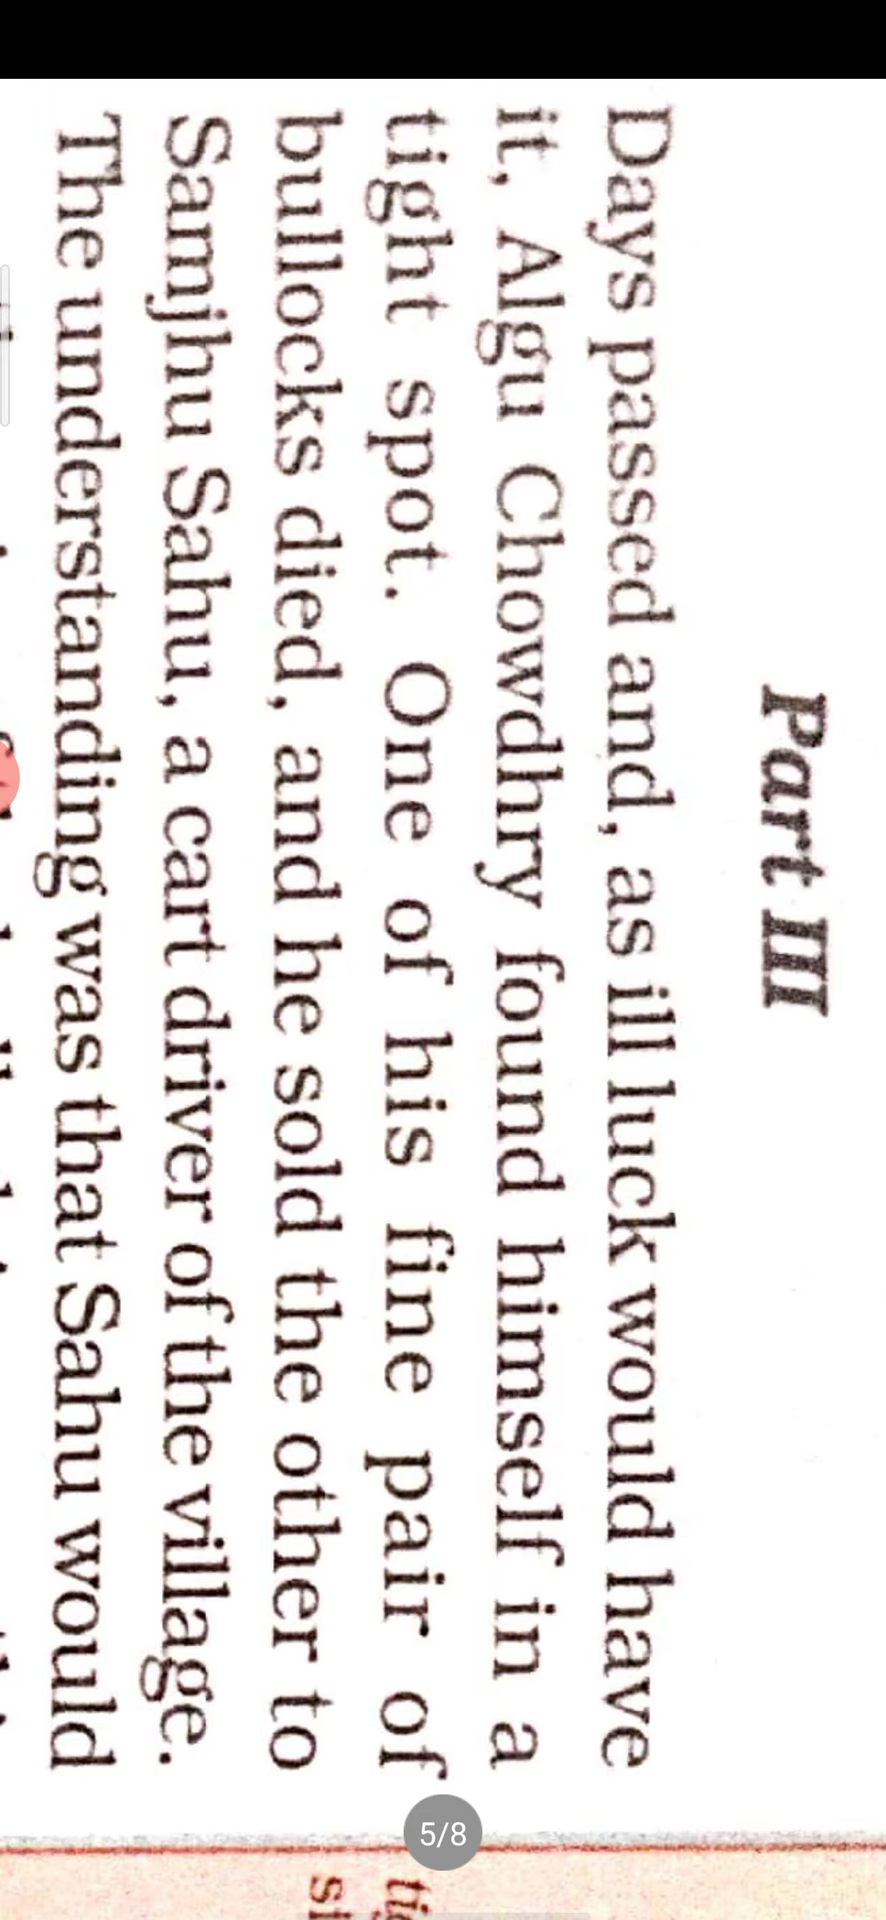 Part III
Days passed and, as ill luck would have
it, Algu Chowdhry found himself in a
tight spot. One of his fine pair of
bullocks died, and he sold the other to
Samjhu Sahu, a cart driver of the village.
The understanding was that Sahu would
5/8